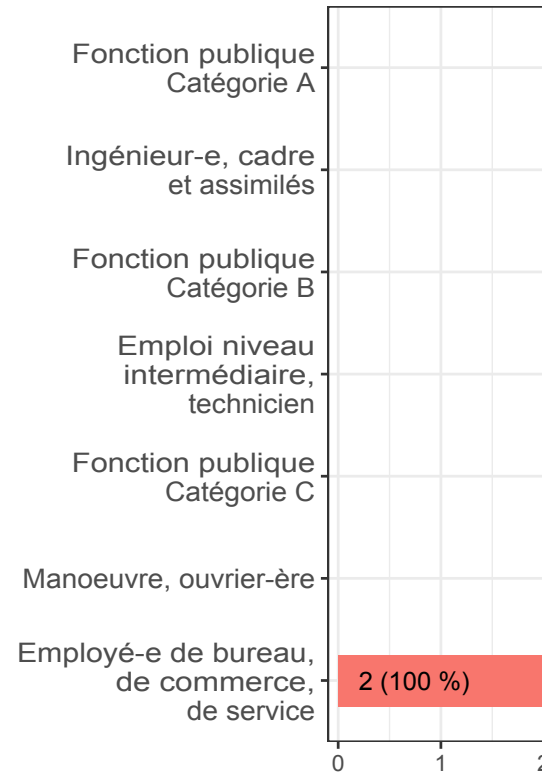 Fonction publique
Catégorie A
Ingénieur-e, cadre
et assimilés
Fonction publique
Catégorie B
Emploi niveau
intermédiaire,
technicien
Fonction publique
Catégorie C
Manoeuvre, ouvrier-ère
Employé-e de bureau,
de commerce,
de service
2 (100 %)
0 1 2